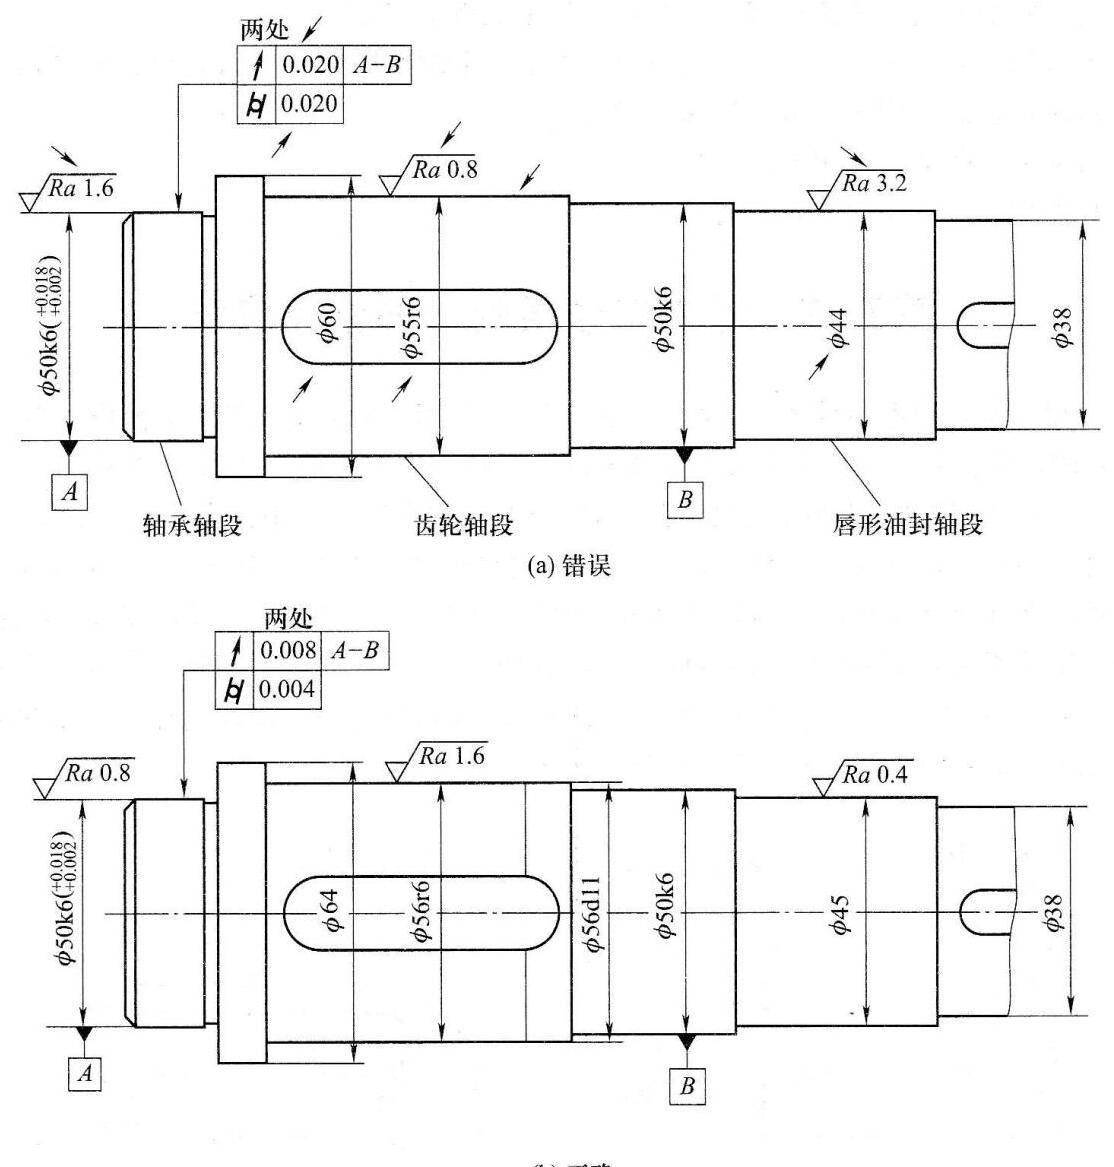 两处
0.020 A-B
0.020
Ra 1.6
Ra 0.8
Ra 3.2
ϕ50k6(+0.018 +0.002)
ϕ60
ϕ55r6
ϕ50k6
ϕ44
ϕ38
A
B
轴承轴段
齿轮轴段
唇形油封轴段
(a) 错误
两处
0.008 A-B
0.004
Ra 0.8
Ra 1.6
Ra 0.4
ϕ50k6(+0.018 +0.002)
ϕ64
ϕ56r6
ϕ56d11
ϕ50k6
ϕ45
ϕ38
A
B